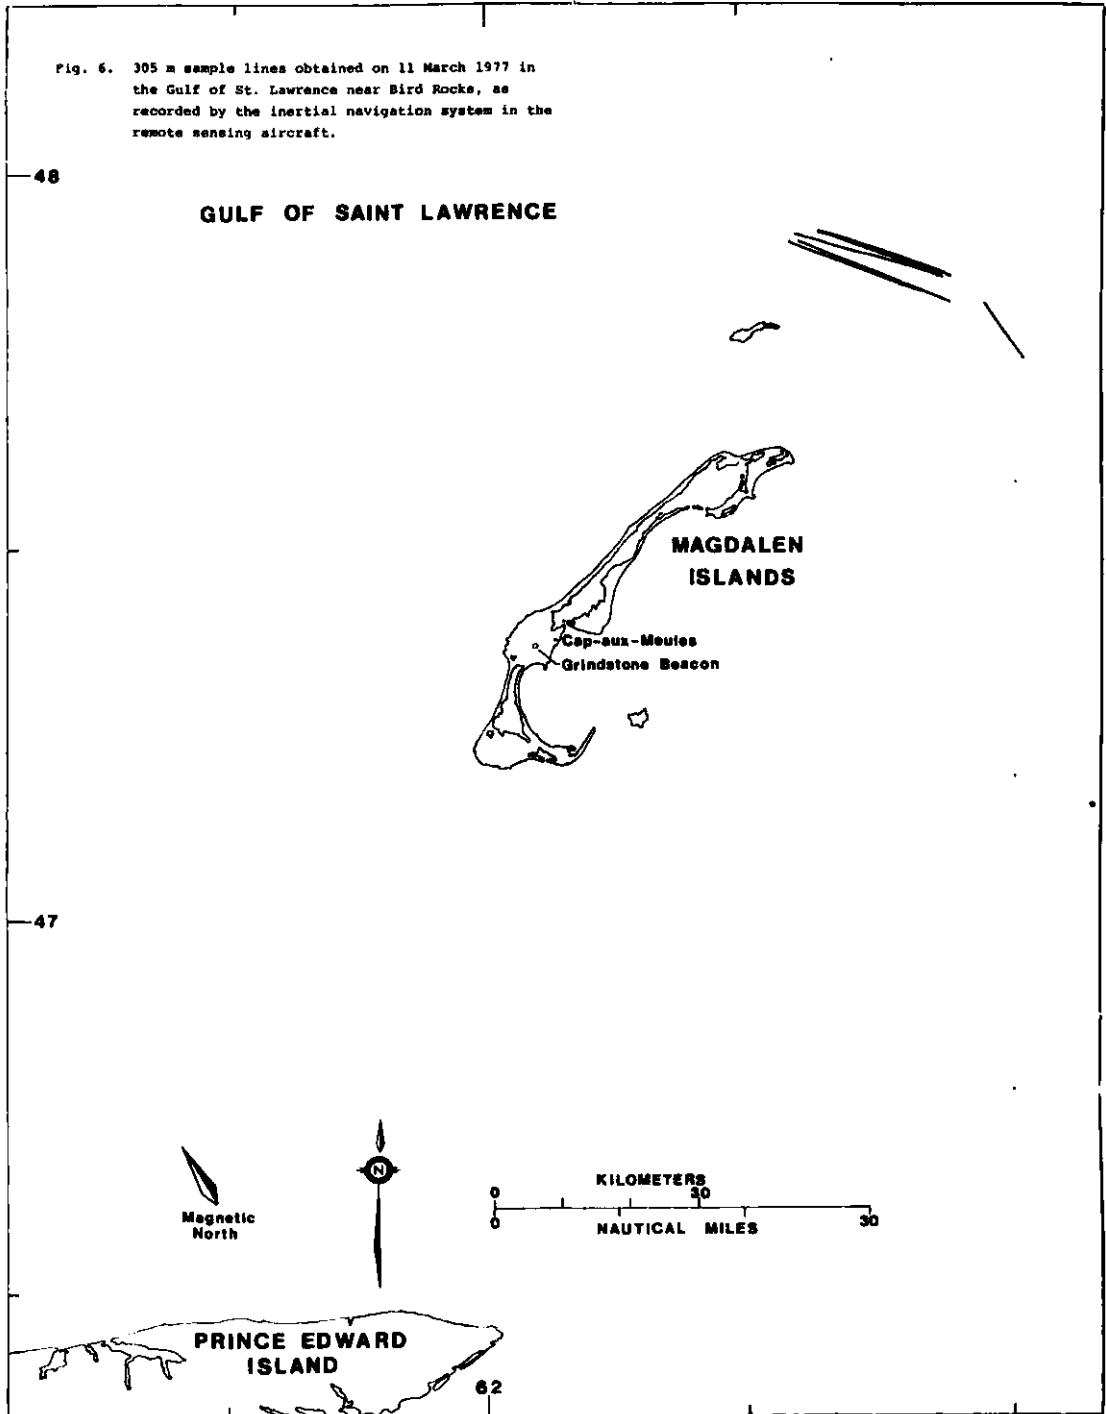 Fig. 6. 305 m sample lines obtained on 11 March 1977 in
the Gulf of St. Lawrence near Bird Rocks, as
recorded by the inertial navigation system in the
remote sensing aircraft.
48
GULF OF SAINT LAWRENCE
MAGDALEN
ISLANDS
Cap-aux-Meules
Grindstone Beacon
47
N
Magnetic
North
KILOMETERS
0 30
0 30
NAUTICAL MILES
PRINCE EDWARD
ISLAND
62